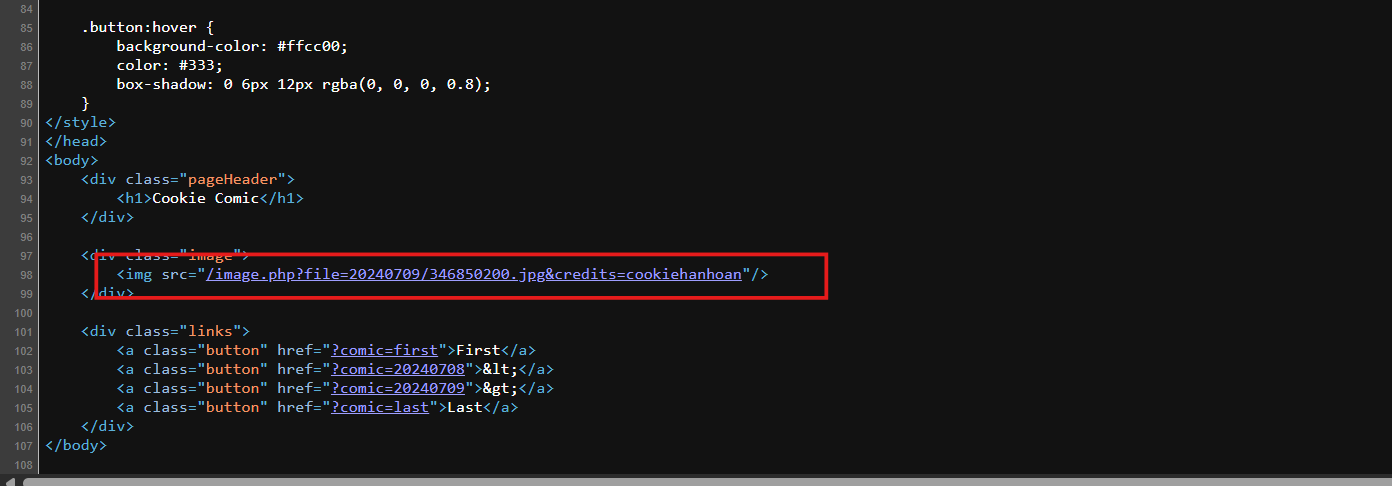 84
85 .button:hover {
86 background-color: #ffcc00;
87 color: #333;
88 box-shadow: 0 6px 12px rgba(0, 0, 0, 0.8);
89 }
90 </style>
91 </head>
92 <body>
93 <div class="pageHeader">
94 <h1>Cookie Comic</h1>
95 </div>
96
97 <div class="image">
98 <img src="/image.php?file=20240709/346850200.jpg&credits=cookiehanhoan"/>
99 </div>
100
101 <div class="links">
102 <a class="button" href="?comic=first">First</a>
103 <a class="button" href="?comic=20240708">&lt;</a>
104 <a class="button" href="?comic=20240709">&gt;</a>
105 <a class="button" href="?comic=last">Last</a>
106 </div>
107 </body>
108